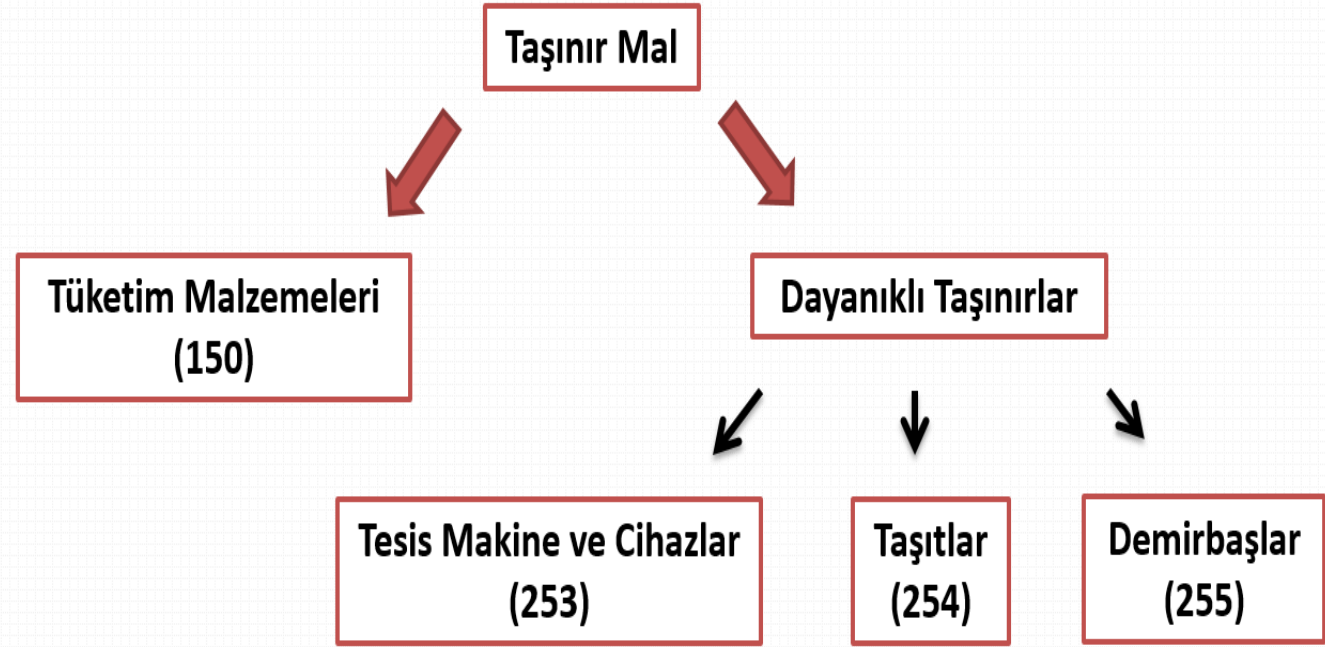 Taşınır Mal
Tüketim Malzemeleri
(150)
Dayanıklı Taşınırlar
Tesis Makine ve Cihazlar
(253)
Taşıtlar
(254)
Demirbaşlar
(255)